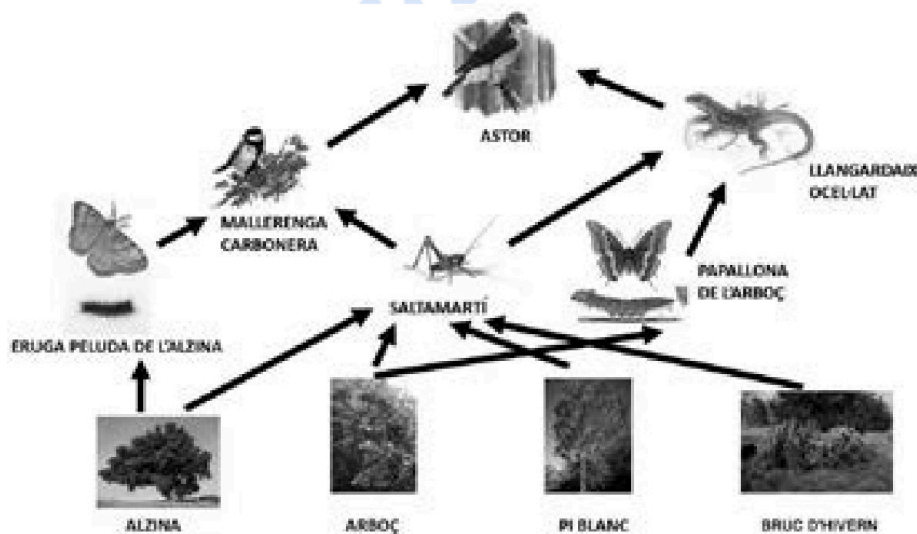 ASTOR
LLANGARDAIX
OCEL·LAT
MALLERENGA
CARBONERA
PAPALLONA
DE L'ARBOÇ
SALTAMARTÍ
ERUGA PELUDA DE L'ALZINA
ALZINA
ARBOÇ
PI BLANC
BRUC D'HIVERN